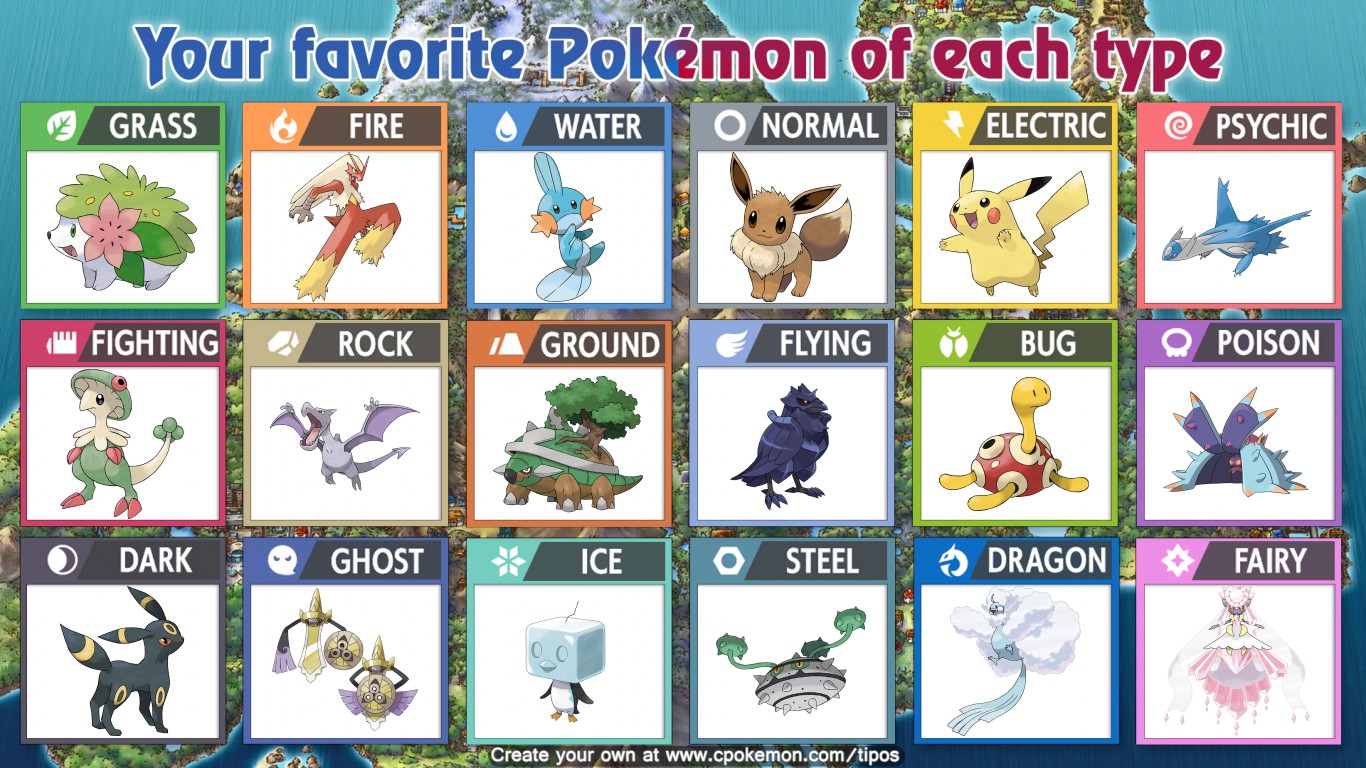 Your favorite Pokémon of each type
GRASS FIRE WATER NORMAL ELECTRIC PSYCHIC
FIGHTING ROCK GROUND FLYING BUG POISON
DARK GHOST ICE STEEL DRAGON FAIRY
Create your own at www.cpokemon.com/tipos